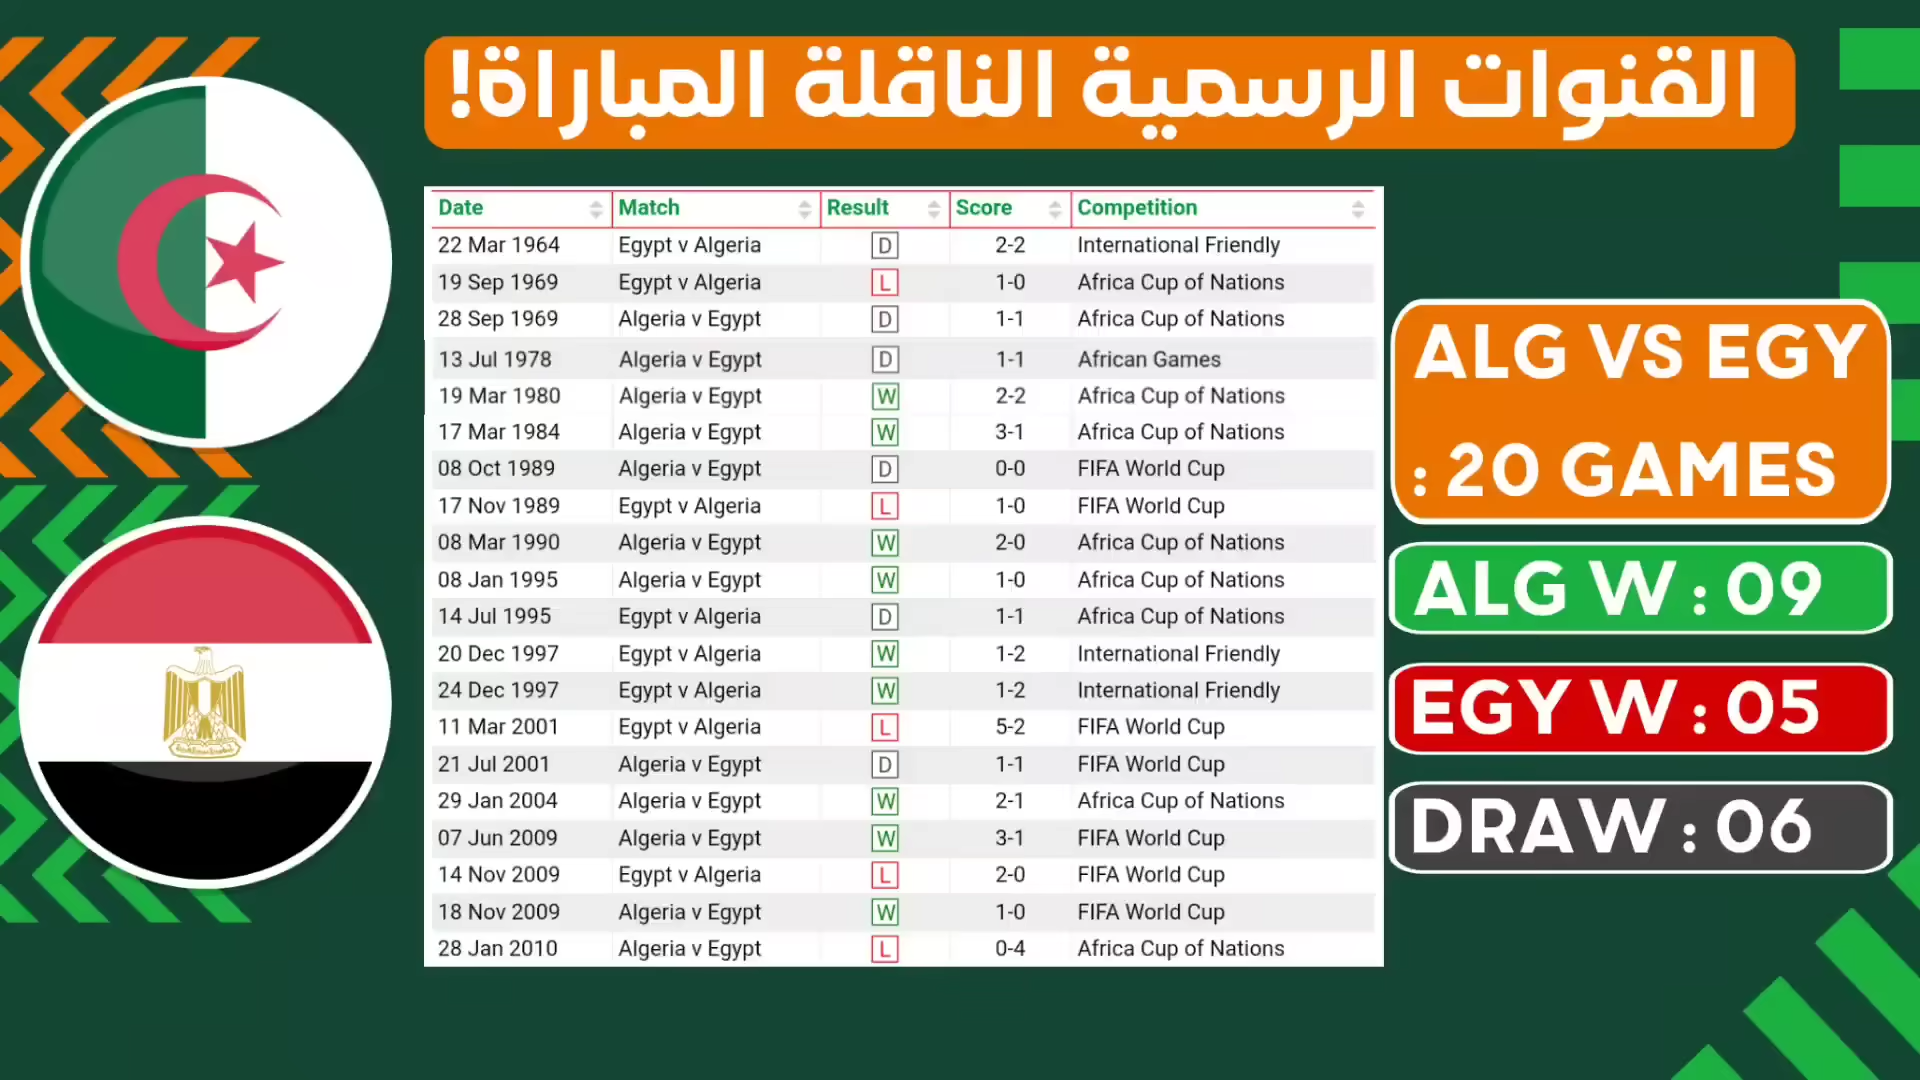 القنوات الرسمية الناقلة المباراة!
Date Match Result Score Competition
22 Mar 1964 Egypt v Algeria D 2-2 International Friendly
19 Sep 1969 Egypt v Algeria L 1-0 Africa Cup of Nations
28 Sep 1969 Algeria v Egypt D 1-1 Africa Cup of Nations
13 Jul 1978 Algeria v Egypt D 1-1 African Games
19 Mar 1980 Algeria v Egypt W 2-2 Africa Cup of Nations
17 Mar 1984 Algeria v Egypt W 3-1 Africa Cup of Nations
08 Oct 1989 Algeria v Egypt D 0-0 FIFA World Cup
17 Nov 1989 Egypt v Algeria L 1-0 FIFA World Cup
08 Mar 1990 Algeria v Egypt W 2-0 Africa Cup of Nations
08 Jan 1995 Algeria v Egypt W 1-0 Africa Cup of Nations
14 Jul 1995 Egypt v Algeria D 1-1 Africa Cup of Nations
20 Dec 1997 Egypt v Algeria W 1-2 International Friendly
24 Dec 1997 Egypt v Algeria W 1-2 International Friendly
11 Mar 2001 Egypt v Algeria L 5-2 FIFA World Cup
21 Jul 2001 Algeria v Egypt D 1-1 FIFA World Cup
29 Jan 2004 Algeria v Egypt W 2-1 Africa Cup of Nations
07 Jun 2009 Algeria v Egypt W 3-1 FIFA World Cup
14 Nov 2009 Egypt v Algeria L 2-0 FIFA World Cup
18 Nov 2009 Algeria v Egypt W 1-0 FIFA World Cup
28 Jan 2010 Algeria v Egypt L 0-4 Africa Cup of Nations
ALG VS EGY
: 20 GAMES
ALG W : 09
EGY W : 05
DRAW : 06